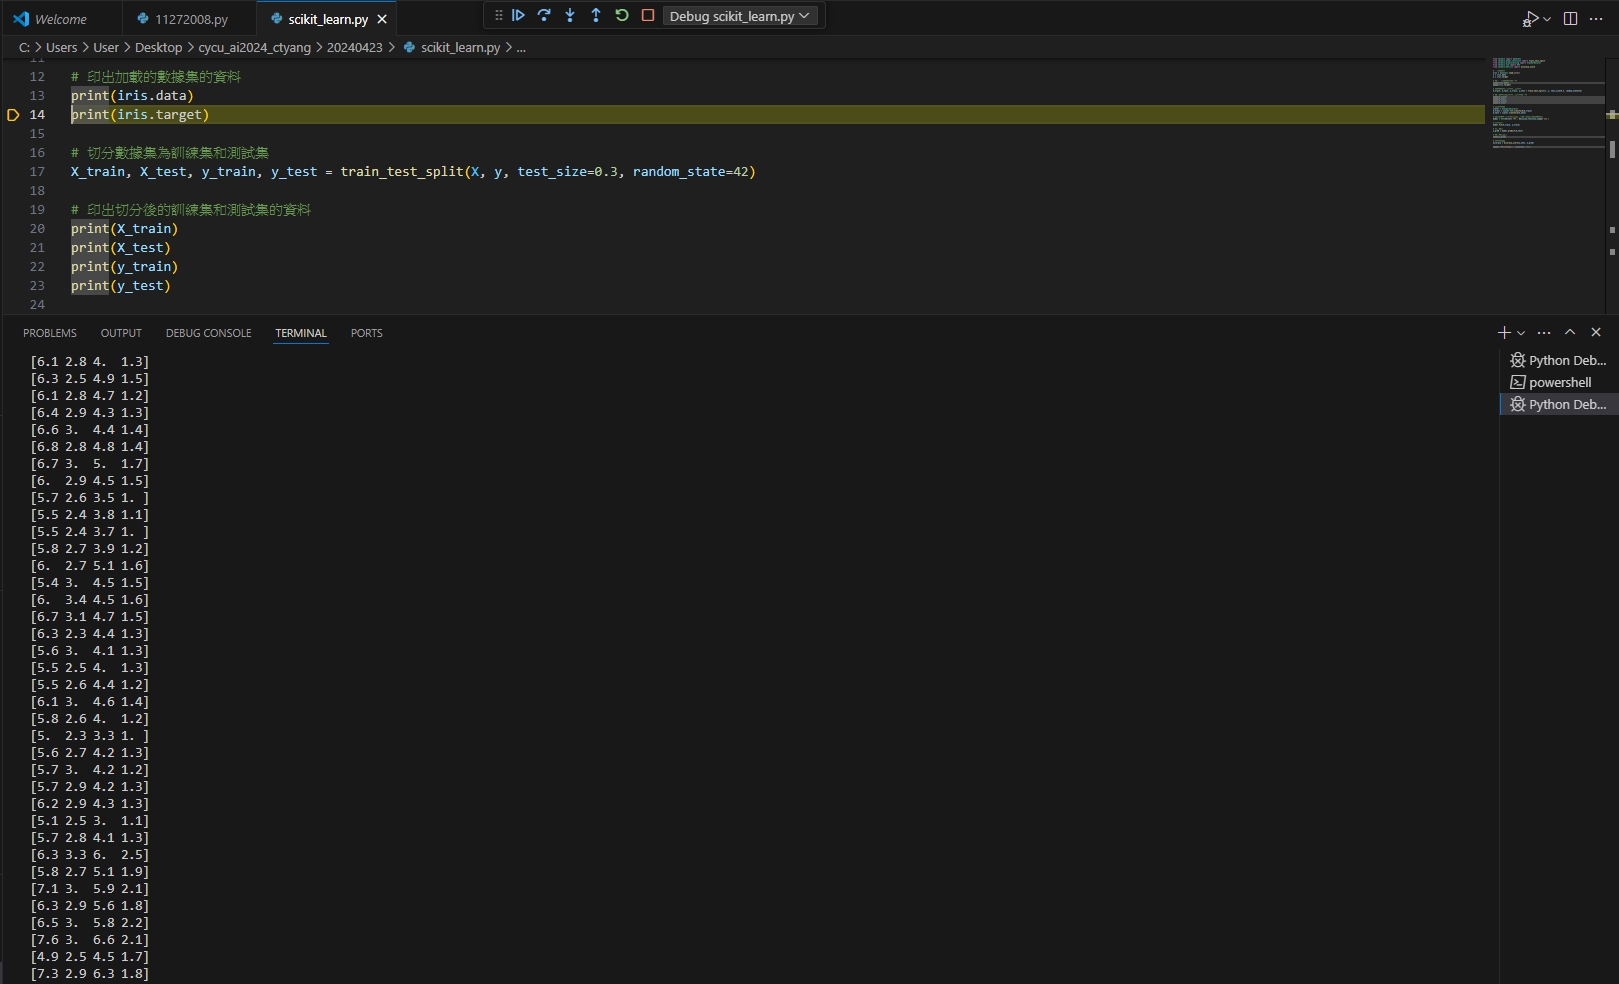 Welcome
11272008.py
scikit_learn.py
Debug scikit_learn.py
C: > Users > User > Desktop > cycu_ai2024_ctyang > 20240423 > scikit_learn.py > ...
11
12 # 印出加載的數據集的資料
13 print(iris.data)
14 print(iris.target)
15
16 # 切分數據集為訓練集和測試集
17 X_train, X_test, y_train, y_test = train_test_split(X, y, test_size=0.3, random_state=42)
18
19 # 印出切分後的訓練集和測試集的資料
20 print(X_train)
21 print(X_test)
22 print(y_train)
23 print(y_test)
24
PROBLEMS OUTPUT DEBUG CONSOLE TERMINAL PORTS
[6.1 2.8 4.  1.3]
[6.3 2.5 4.9 1.5]
[6.1 2.8 4.7 1.2]
[6.4 2.9 4.3 1.3]
[6.6 3.  4.4 1.4]
[6.8 2.8 4.8 1.4]
[6.7 3.  5.  1.7]
[6.  2.9 4.5 1.5]
[5.7 2.6 3.5 1. ]
[5.5 2.4 3.8 1.1]
[5.5 2.4 3.7 1. ]
[5.8 2.7 3.9 1.2]
[6.  2.7 5.1 1.6]
[5.4 3.  4.5 1.5]
[6.  3.4 4.5 1.6]
[6.7 3.1 4.7 1.5]
[6.3 2.3 4.4 1.3]
[5.6 3.  4.1 1.3]
[5.5 2.5 4.  1.3]
[5.5 2.6 4.4 1.2]
[6.1 3.  4.6 1.4]
[5.8 2.6 4.  1.2]
[5.  2.3 3.3 1. ]
[5.6 2.7 4.2 1.3]
[5.7 3.  4.2 1.2]
[5.7 2.9 4.2 1.3]
[6.2 2.9 4.3 1.3]
[5.1 2.5 3.  1.1]
[5.7 2.8 4.1 1.3]
[6.3 3.3 6.  2.5]
[5.8 2.7 5.1 1.9]
[7.1 3.  5.9 2.1]
[6.3 2.9 5.6 1.8]
[6.5 3.  5.8 2.2]
[7.6 3.  6.6 2.1]
[4.9 2.5 4.5 1.7]
[7.3 2.9 6.3 1.8]
Python Deb...
powershell
Python Deb...